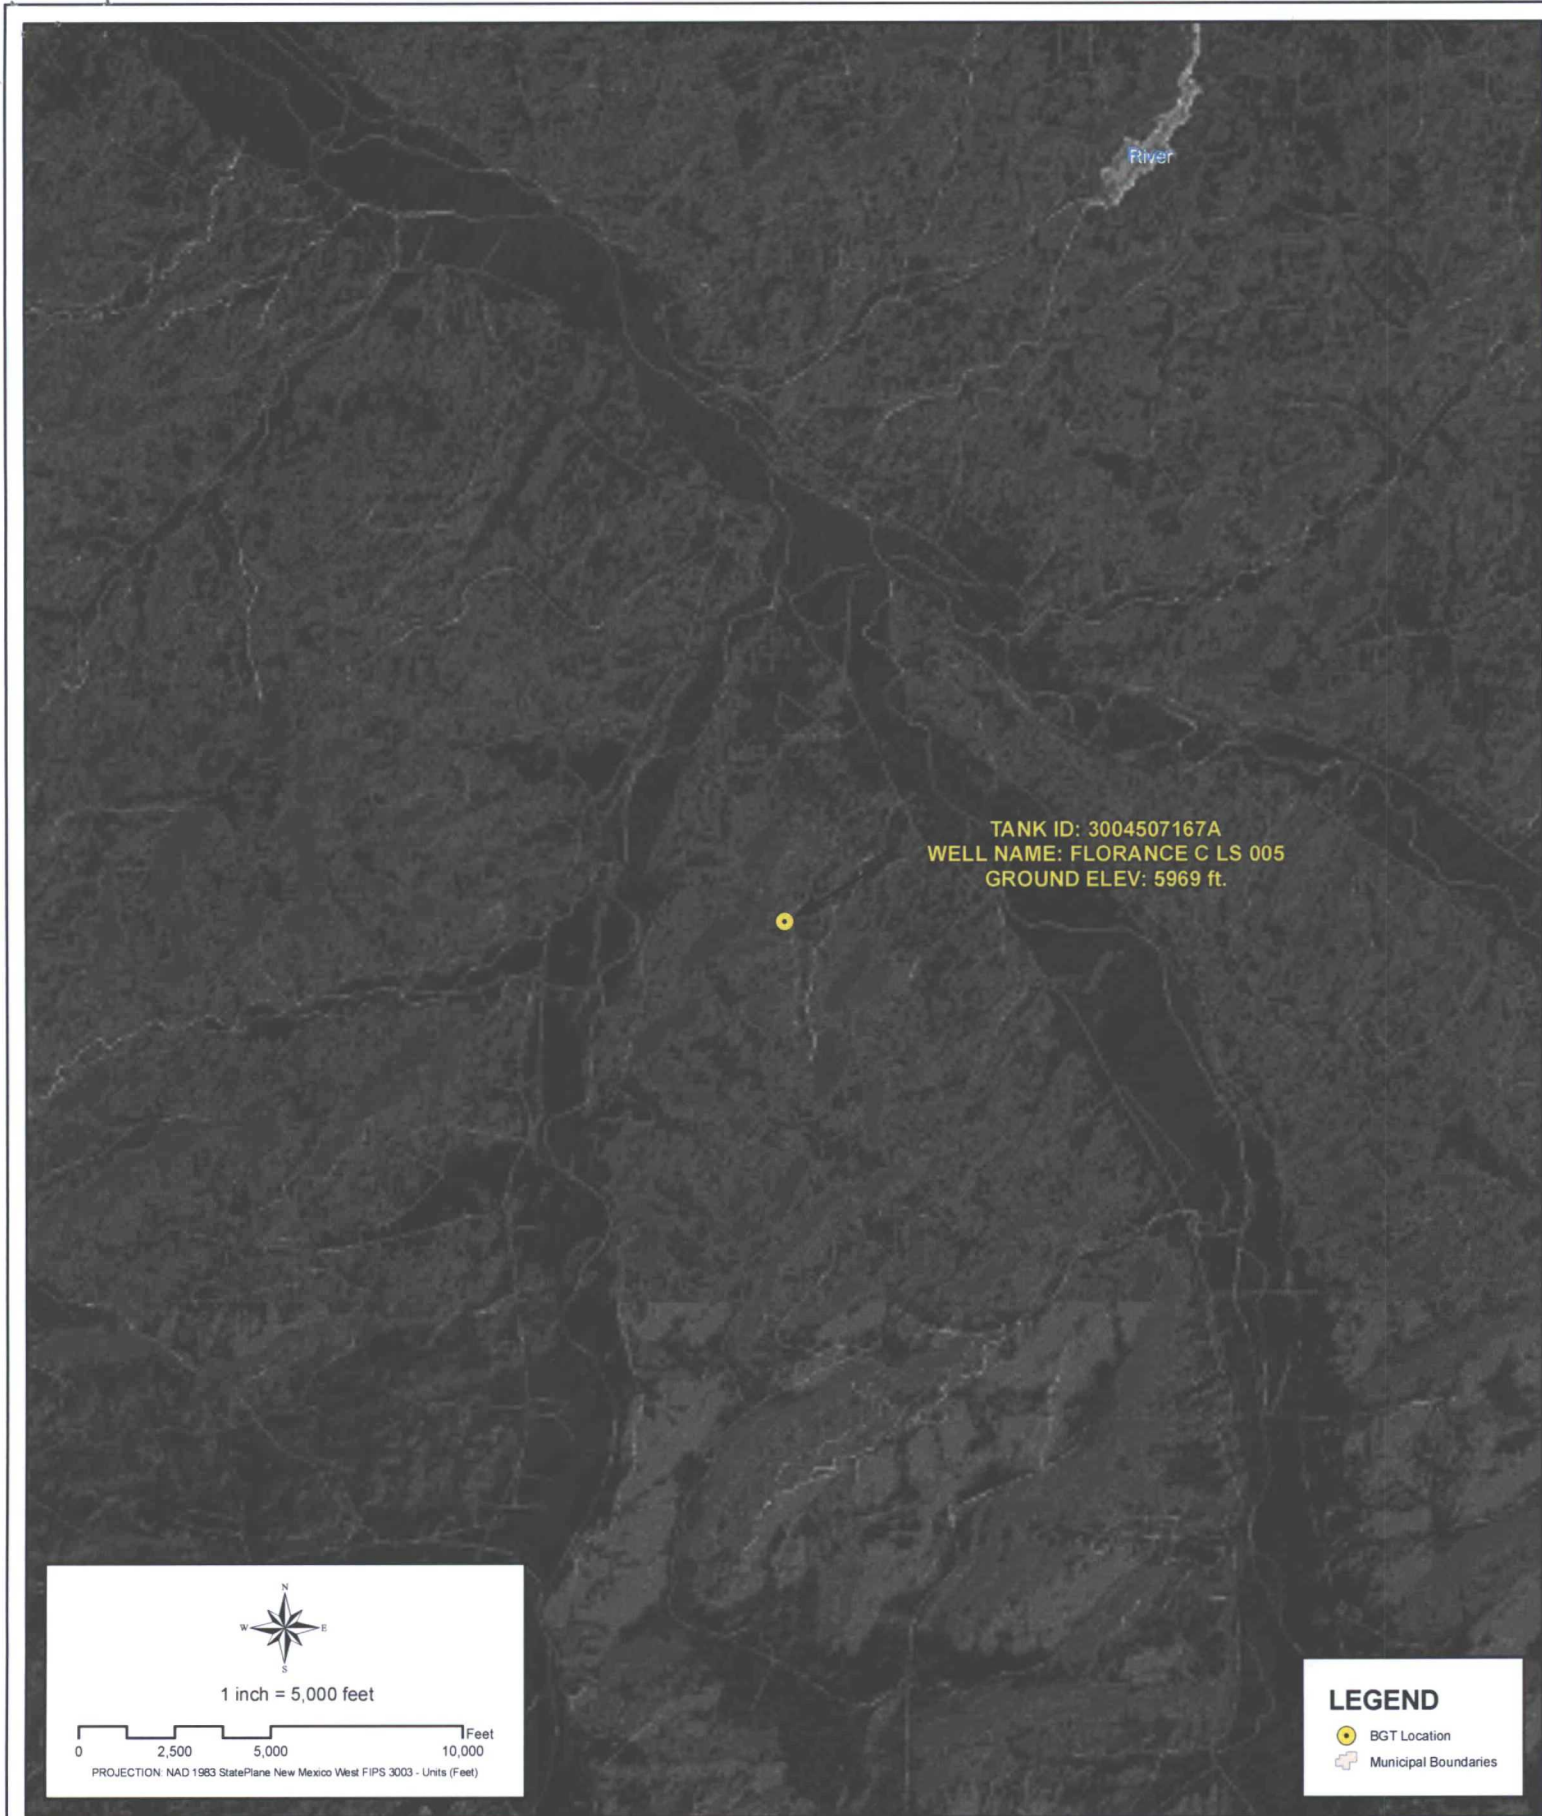 River
TANK ID: 3004507167A
WELL NAME: FLORANCE C LS 005
GROUND ELEV: 5969 ft.
N
W E
S
1 inch = 5,000 feet
Feet
0 2,500 5,000 10,000
PROJECTION: NAD 1983 StatePlane New Mexico West FIPS 3003 - Units (Feet)
LEGEND
BGT Location
Municipal Boundaries